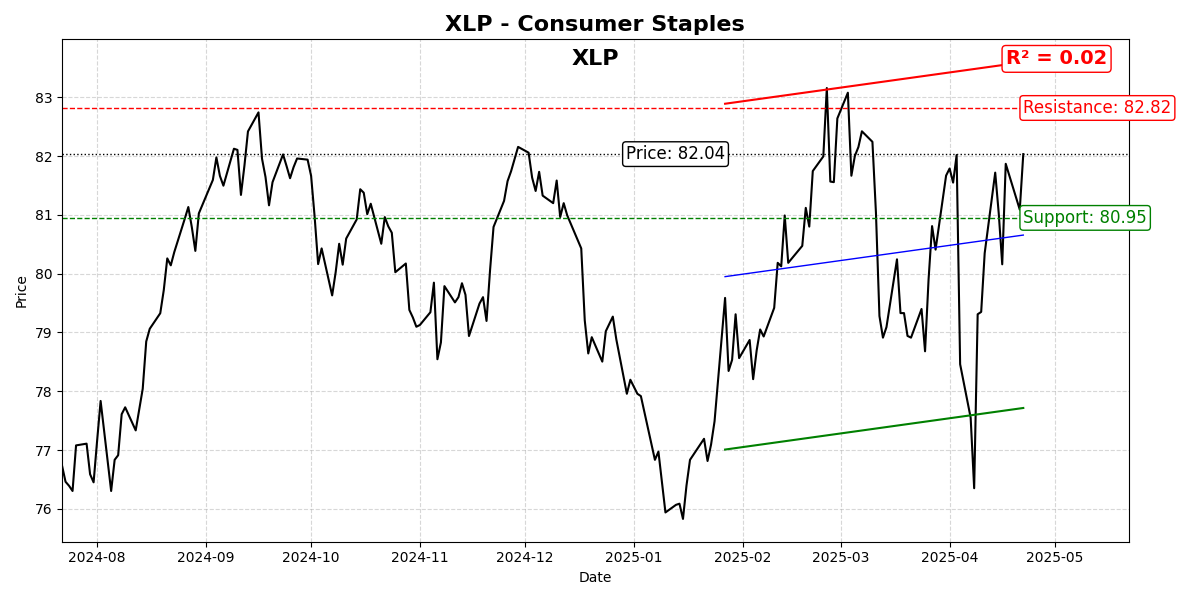 XLP - Consumer Staples
XLP
R² = 0.02
83
Resistance: 82.82
82
Price: 82.04
81
Support: 80.95
80
79
78
77
76
Price
2024-08
2024-09
2024-10
2024-11
2024-12
2025-01
2025-02
2025-03
2025-04
2025-05
Date